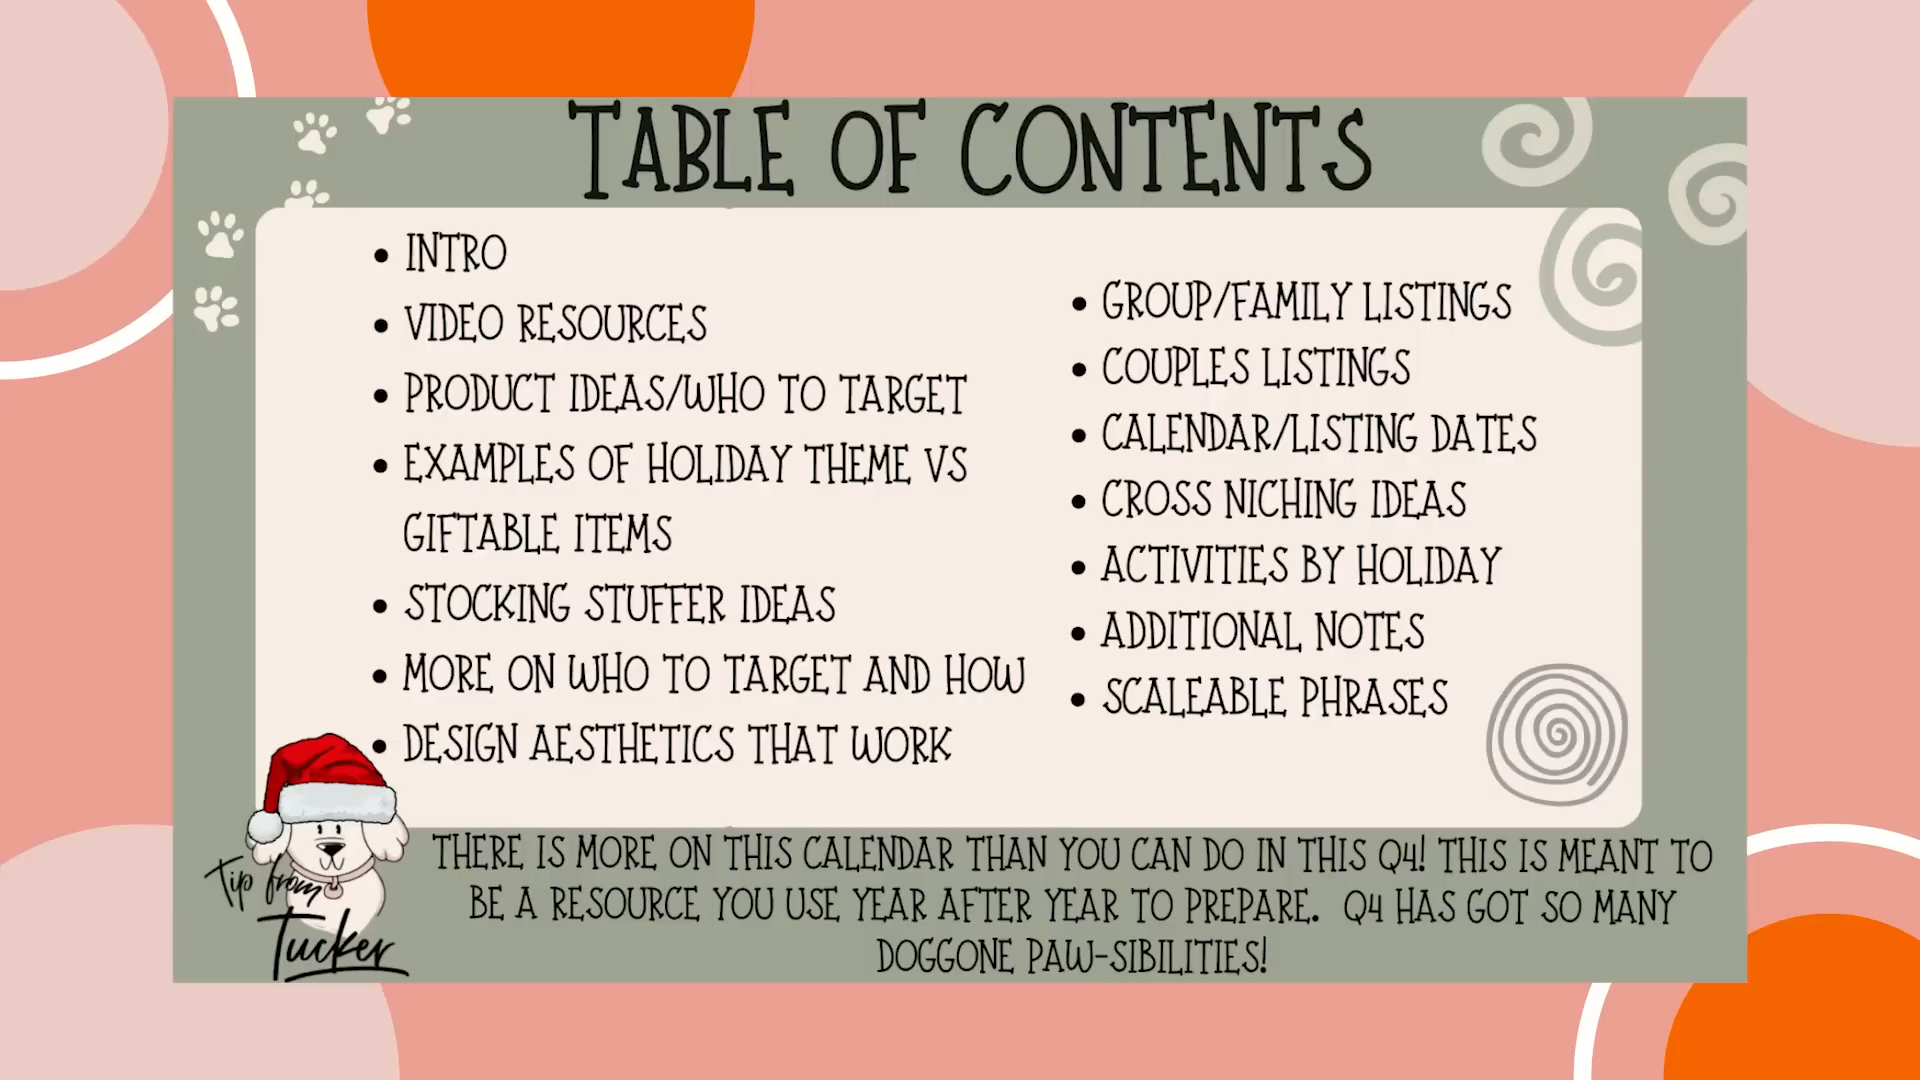 TABLE OF CONTENTS
• INTRO
• VIDEO RESOURCES
• PRODUCT IDEAS/WHO TO TARGET
• EXAMPLES OF HOLIDAY THEME VS
GIFTABLE ITEMS
• STOCKING STUFFER IDEAS
• MORE ON WHO TO TARGET AND HOW
• DESIGN AESTHETICS THAT WORK
• GROUP/FAMILY LISTINGS
• COUPLES LISTINGS
• CALENDAR/LISTING DATES
• CROSS NICHING IDEAS
• ACTIVITIES BY HOLIDAY
• ADDITIONAL NOTES
• SCALEABLE PHRASES
Tip from
Tucker
THERE IS MORE ON THIS CALENDAR THAN YOU CAN DO IN THIS Q4! THIS IS MEANT TO
BE A RESOURCE YOU USE YEAR AFTER YEAR TO PREPARE. Q4 HAS GOT SO MANY
DOGGONE PAW-SIBILITIES!